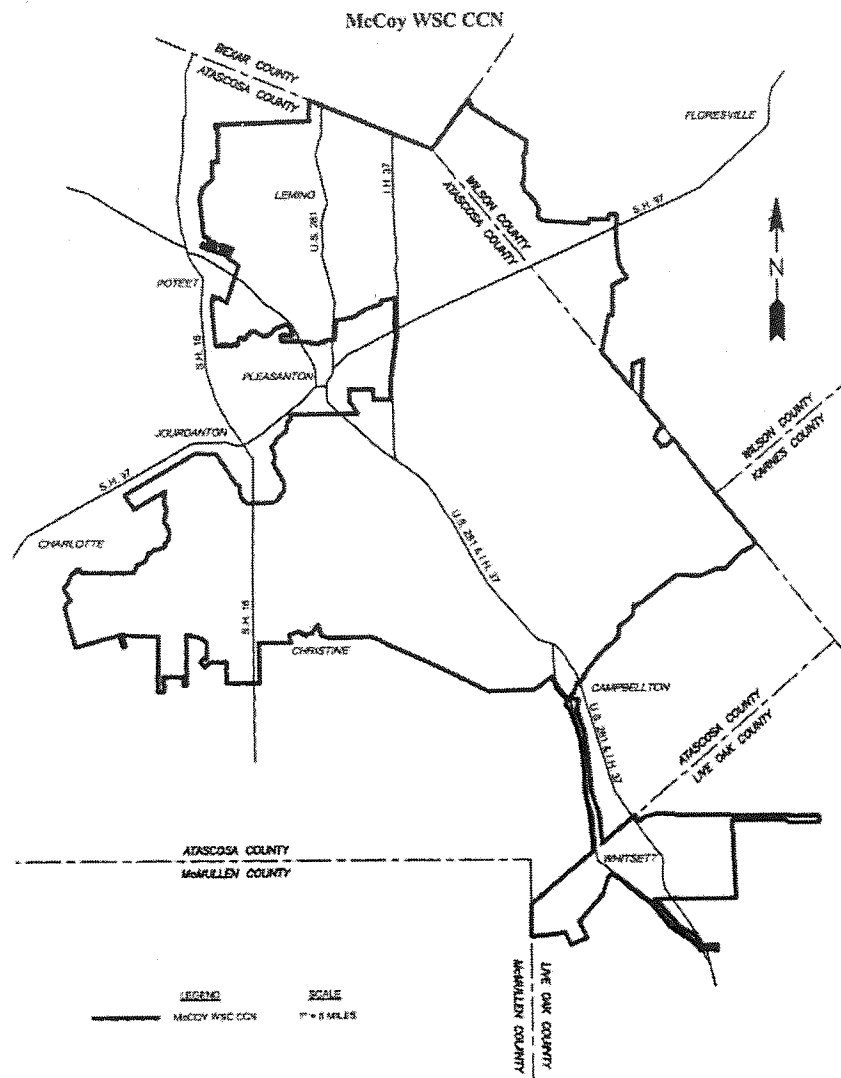 McCoy WSC CCN
BEXAR COUNTY
ATASCOSA COUNTY
FLORESVILLE
LEMING
U.S. 281
I.H. 37
WILSON COUNTY
ATASCOSA COUNTY
S.H. 97
N
POTEET
S.H. 16
PLEASANTON
JOURDANTON
WILSON COUNTY
KARNES COUNTY
S.H. 97
CHARLOTTE
U.S. 281 & I.H. 37
S.H. 16
CHRISTINE
CAMPBELLTON
U.S. 281 & I.H. 37
ATASCOSA COUNTY
LIVE OAK COUNTY
ATASCOSA COUNTY
McMULLEN COUNTY
WHITSETT
McMULLEN COUNTY
LIVE OAK COUNTY
LEGEND
McCOY WSC CCN
SCALE